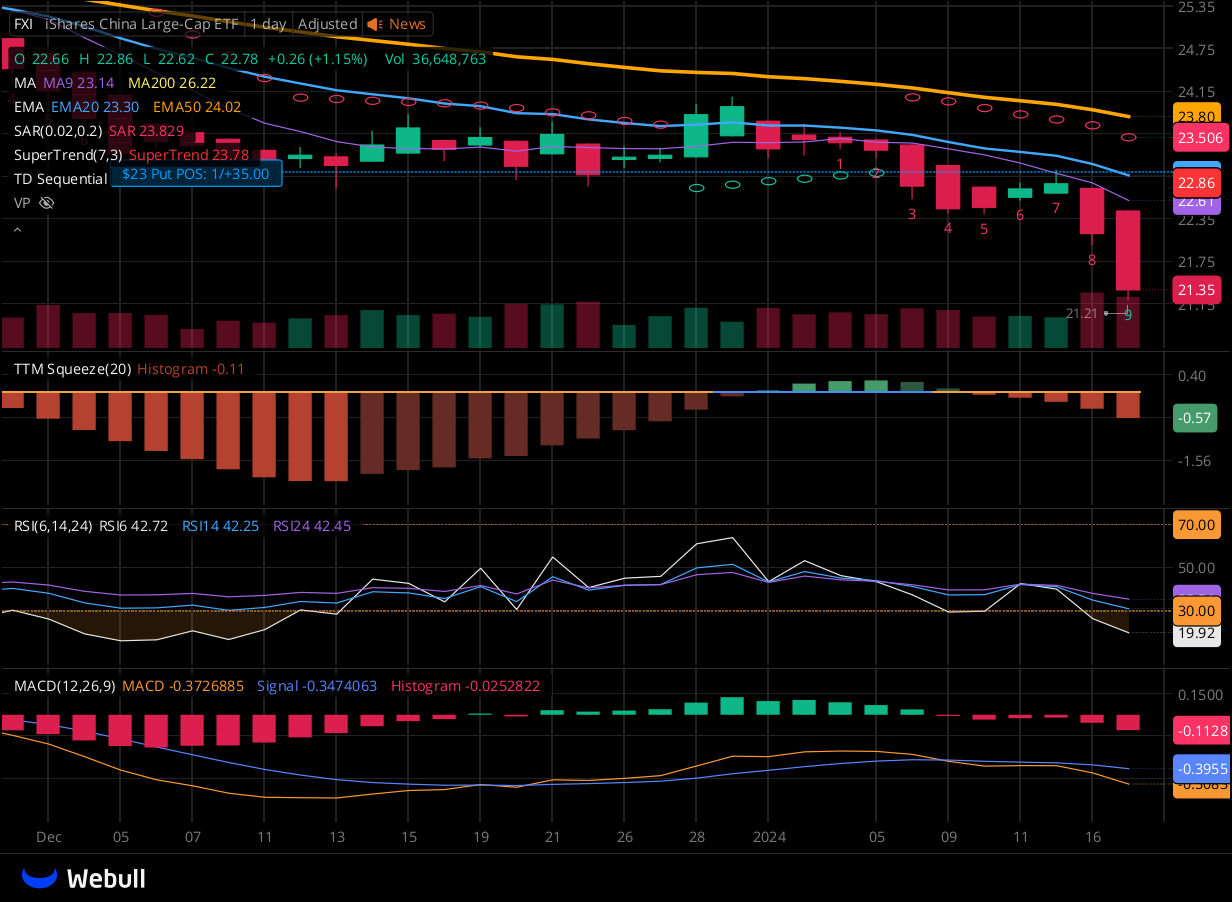 FXI iShares China Large-Cap ETF 1 day Adjusted News
O 22.66 H 22.86 L 22.62 C 22.78 +0.26 (+1.15%) Vol 36,648,763
MA MA9 23.14 MA200 26.22
EMA EMA20 23.30 EMA50 24.02
SAR(0.02,0.2) SAR 23.829
SuperTrend(7,3) SuperTrend 23.78
TD Sequential
$23 Put POS: 1/+35.00
VP
25.35
24.75
24.15
23.80
23.506
22.86
22.61
22.35
21.75
21.35
21.15
1
2
3
4
5
6
7
8
9
21.21
TTM Squeeze(20) Histogram -0.11
0.40
-0.57
-1.56
RSI(6,14,24) RSI6 42.72 RSI14 42.25 RSI24 42.45
70.00
50.00
30.00
19.92
MACD(12,26,9) MACD -0.3726885 Signal -0.3474063 Histogram -0.0252822
0.1500
-0.1128
-0.3955
Dec 05 07 11 13 15 19 21 26 28 2024 05 09 11 16
Webull